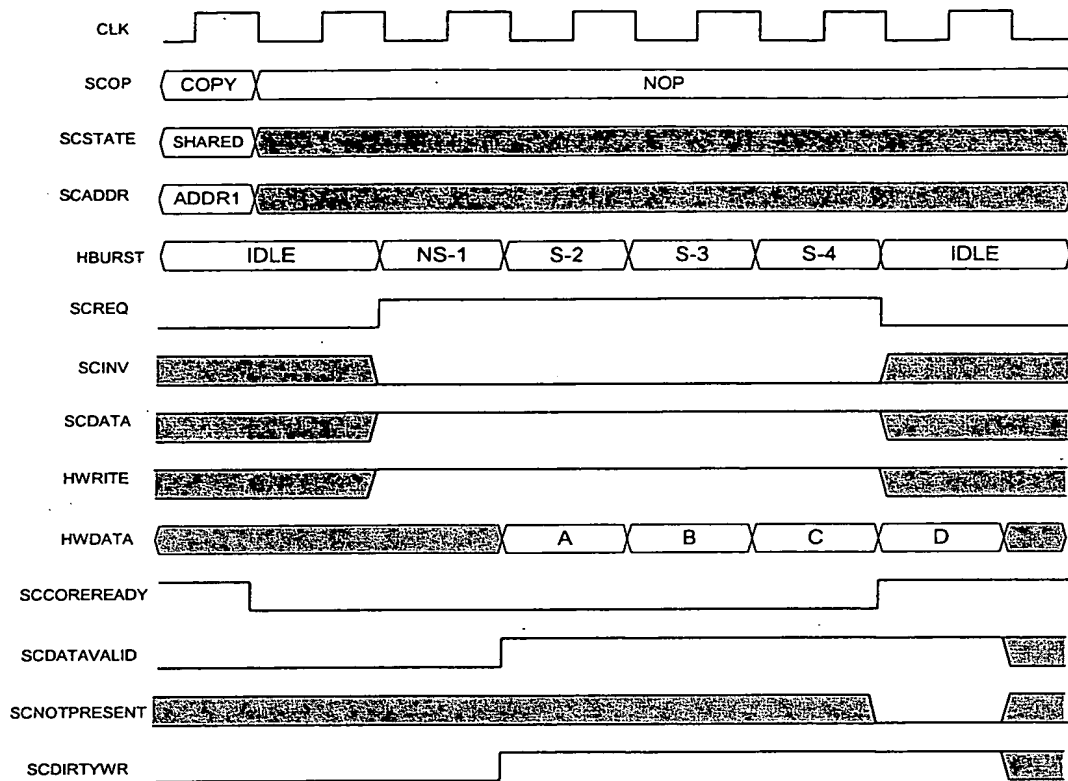 CLK
SCOP COPY NOP
SCSTATE SHARED
SCADDR ADDR1
HBURST IDLE NS-1 S-2 S-3 S-4 IDLE
SCREQ
SCINV
SCDATA
HWRITE
HWDATA A B C D
SCCOREREADY
SCDATAVALID
SCNOTPRESENT
SCDIRTYWR